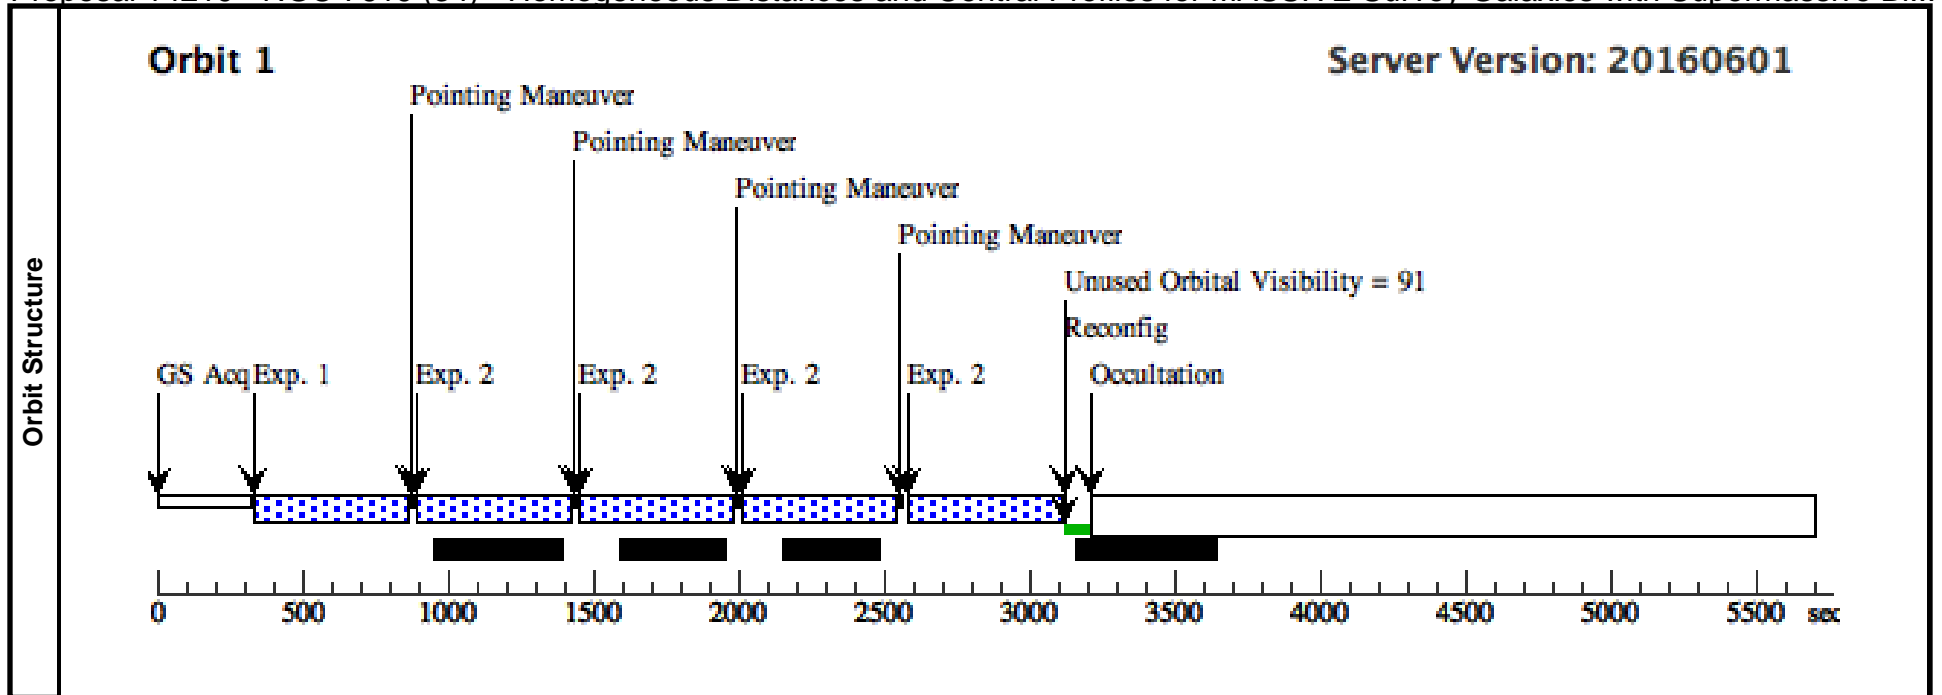 Orbit 1
Server Version: 20160601
Pointing Maneuver
Pointing Maneuver
Pointing Maneuver
Pointing Maneuver
Unused Orbital Visibility = 91
Reconfig
GS Acq Exp. 1 Exp. 2 Exp. 2 Exp. 2 Exp. 2 Occultation
Orbit Structure
0 500 1000 1500 2000 2500 3000 3500 4000 4500 5000 5500 sec